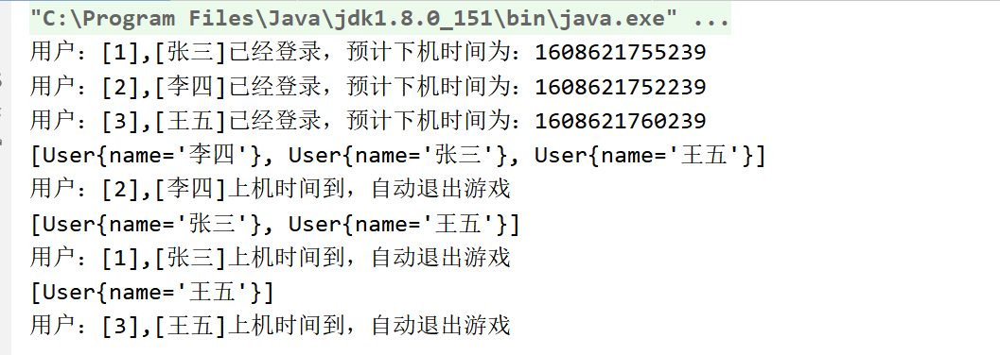 "C:\Program Files\Java\jdk1.8.0_151\bin\java.exe" ...
用户：[1],[张三]已经登录，预计下机时间为：1608621755239
用户：[2],[李四]已经登录，预计下机时间为：1608621752239
用户：[3],[王五]已经登录，预计下机时间为：1608621760239
[User{name='李四'}, User{name='张三'}, User{name='王五'}]
用户：[2],[李四]上机时间到，自动退出游戏
[User{name='张三'}, User{name='王五'}]
用户：[1],[张三]上机时间到，自动退出游戏
[User{name='王五'}]
用户：[3],[王五]上机时间到，自动退出游戏